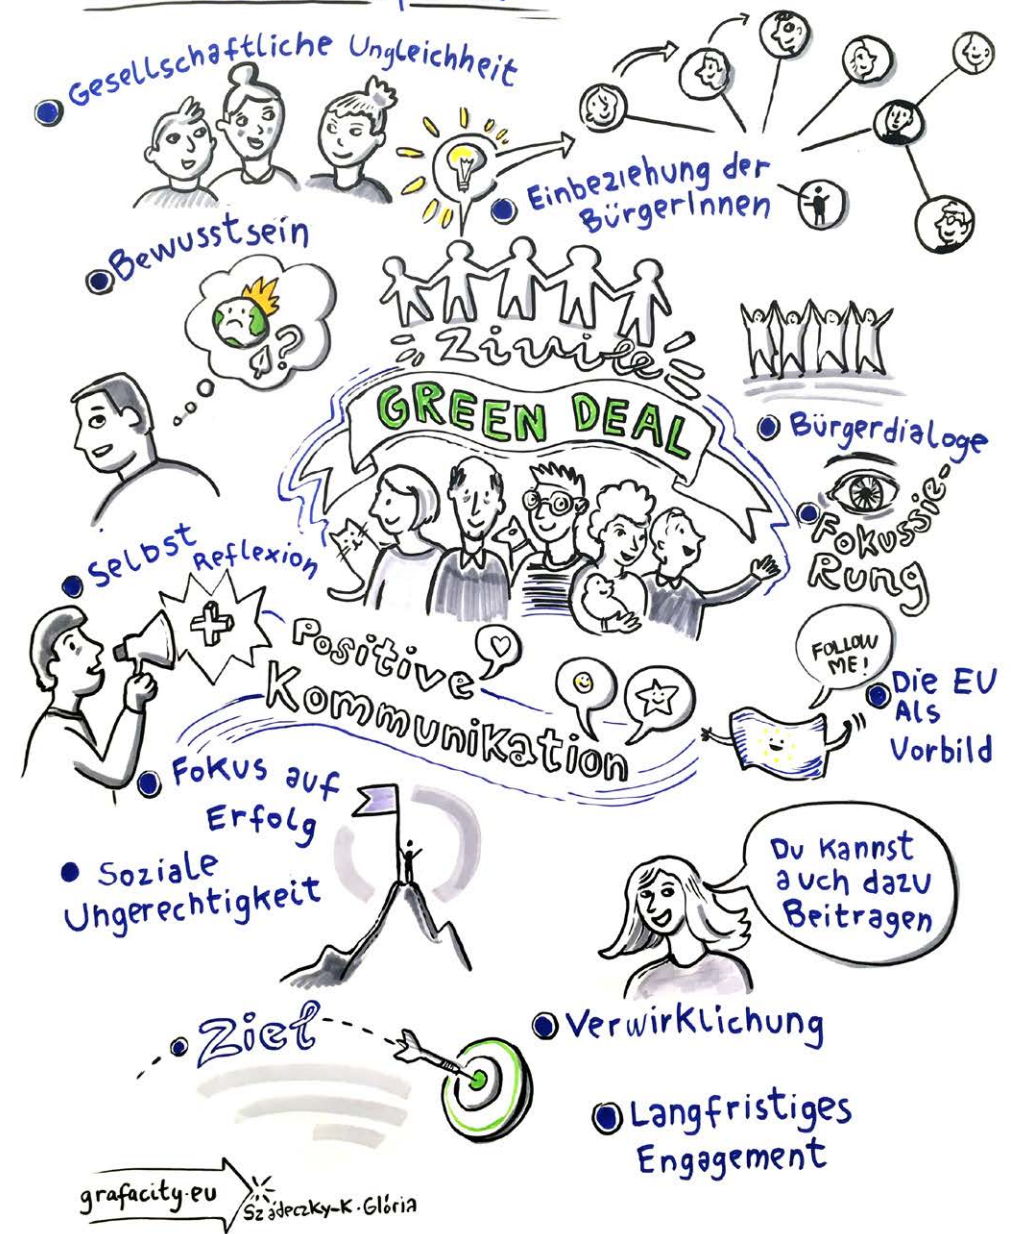 Gesellschaftliche Ungleichheit
Einbeziehung der
BürgerInnen
Bewusstsein
?
Zivile
GREEN DEAL
Bürgerdialoge
Fokussie-
Rung
Selbst
Reflexion
Positive
Kommunikation
FOLLOW
ME!
Die EU
Als
Vorbild
Fokus auf
Erfolg
Soziale
Ungerechtigkeit
Du kannst
auch dazu
Beitragen
Ziel
Verwirklichung
Langfristiges
Engagement
grafacity.eu
Szádeczky-K. Glória